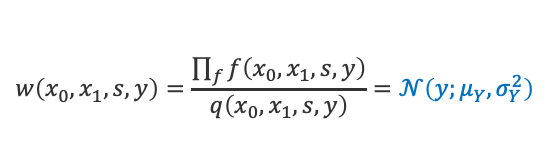 w(x₀, x₁, s, y) = ∏_f f(x₀, x₁, s, y) / q(x₀, x₁, s, y) = 𝒩(y; μ_Y, σ_Y²)